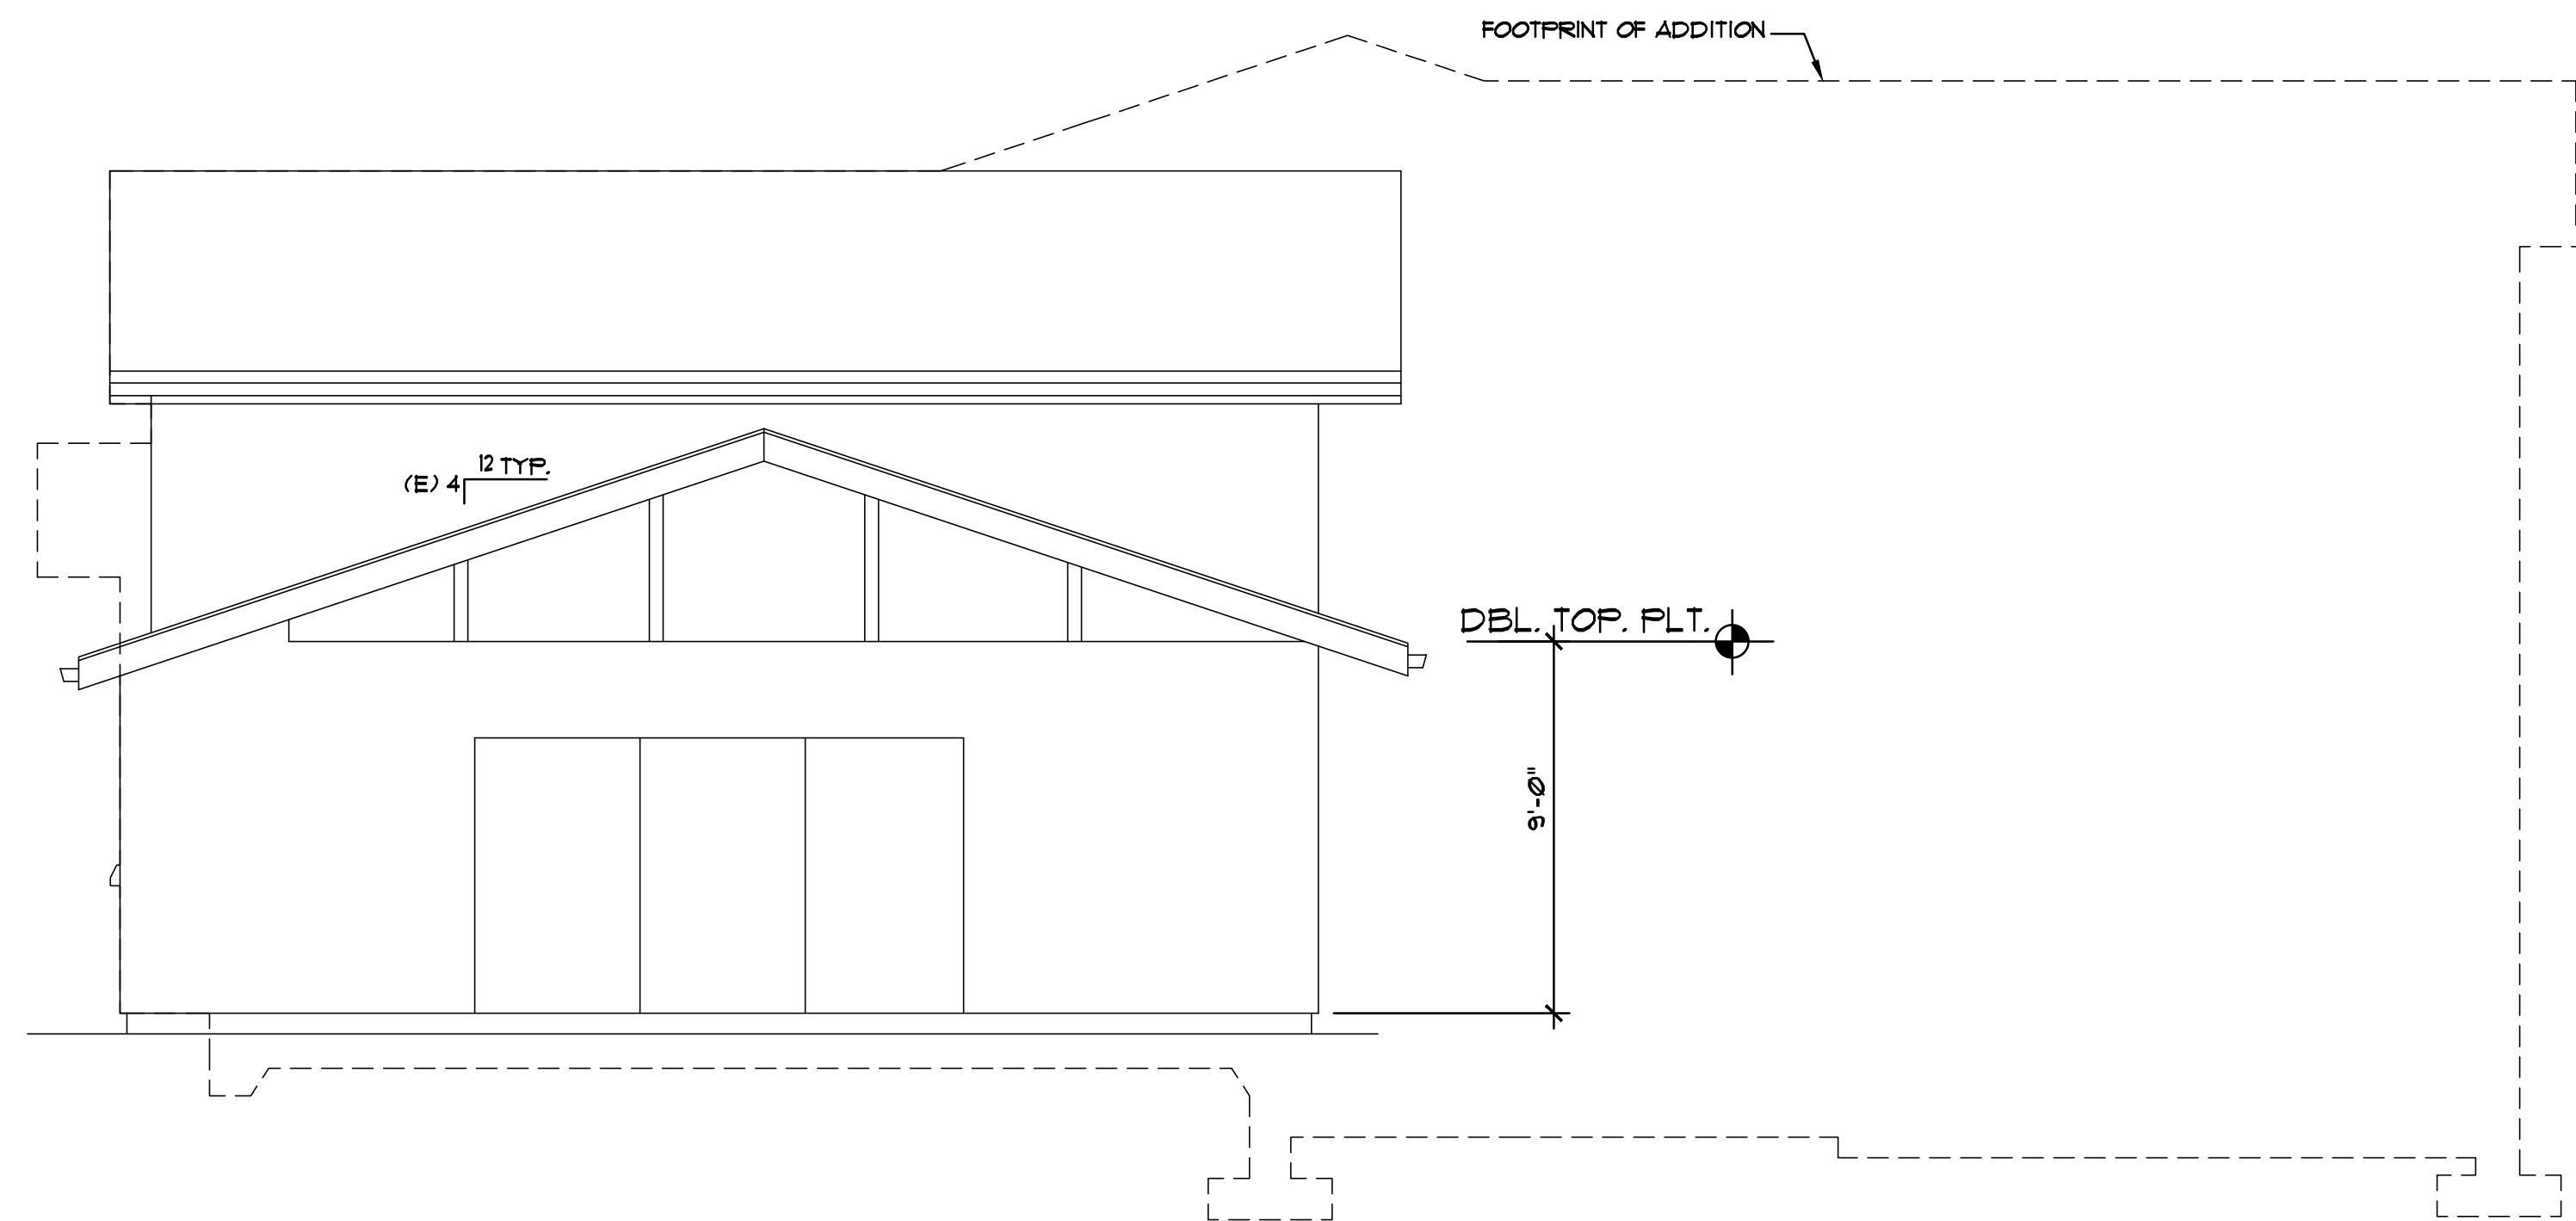 FOOTPRINT OF ADDITION
12 TYP.
(E) 4
DBL. TOP. PLT.
9'-0"